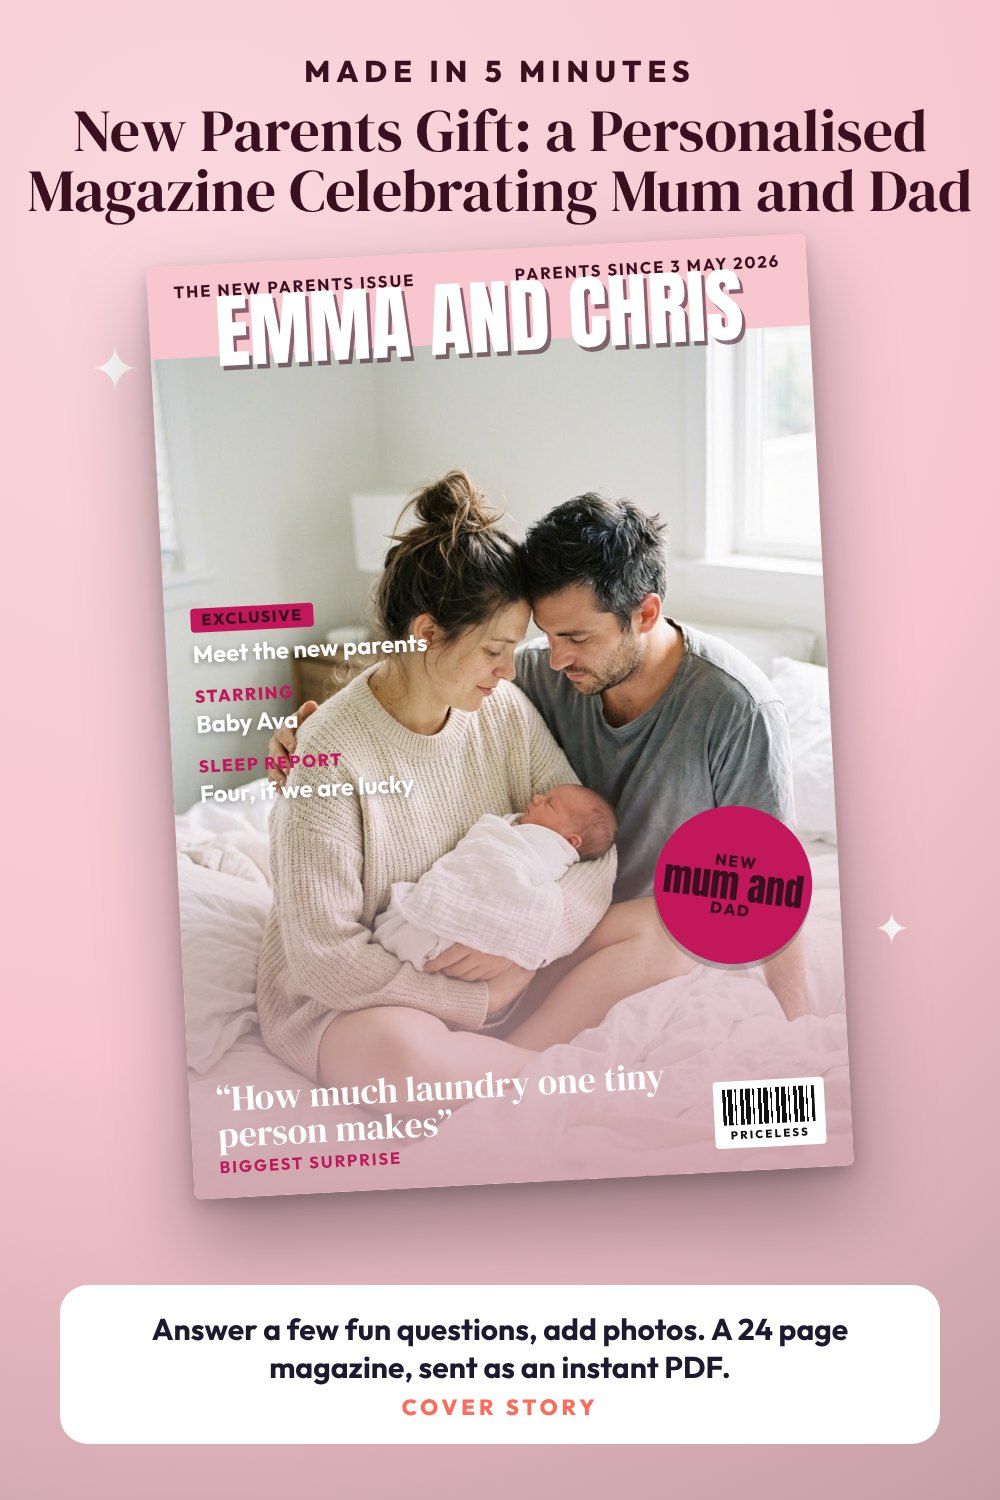 MADE IN 5 MINUTES
New Parents Gift: a Personalised
Magazine Celebrating Mum and Dad
THE NEW PARENTS ISSUE
PARENTS SINCE 3 MAY 2026
EMMA AND CHRIS
EXCLUSIVE
Meet the new parents
STARRING
Baby Ava
SLEEP REPORT
Four, if we are lucky
NEW
mum and
DAD
“How much laundry one tiny
person makes”
BIGGEST SURPRISE
PRICELESS
Answer a few fun questions, add photos. A 24 page
magazine, sent as an instant PDF.
COVER STORY